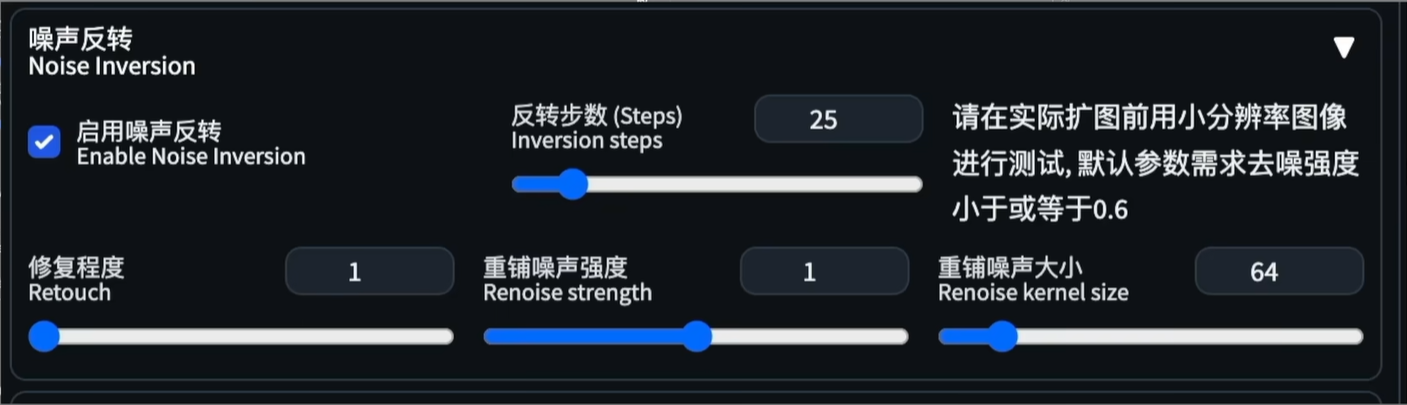 噪声反转
Noise Inversion
启用噪声反转
Enable Noise Inversion
反转步数 (Steps)
Inversion steps
25
请在实际扩图前用小分辨率图像
进行测试, 默认参数需求去噪强度
小于或等于0.6
修复程度
Retouch
1
重铺噪声强度
Renoise strength
1
重铺噪声大小
Renoise kernel size
64